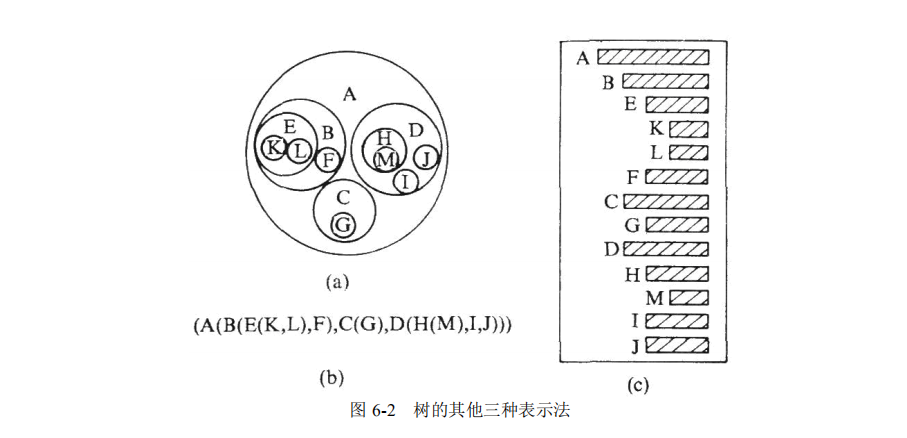 A
E
B
K
L
F
D
H
M
J
I
C
G
(a)
(A(B(E(K,L),F),C(G),D(H(M),I,J)))
(b)
A
B
E
K
L
F
C
G
D
H
M
I
J
(c)
图 6-2 树的其他三种表示法